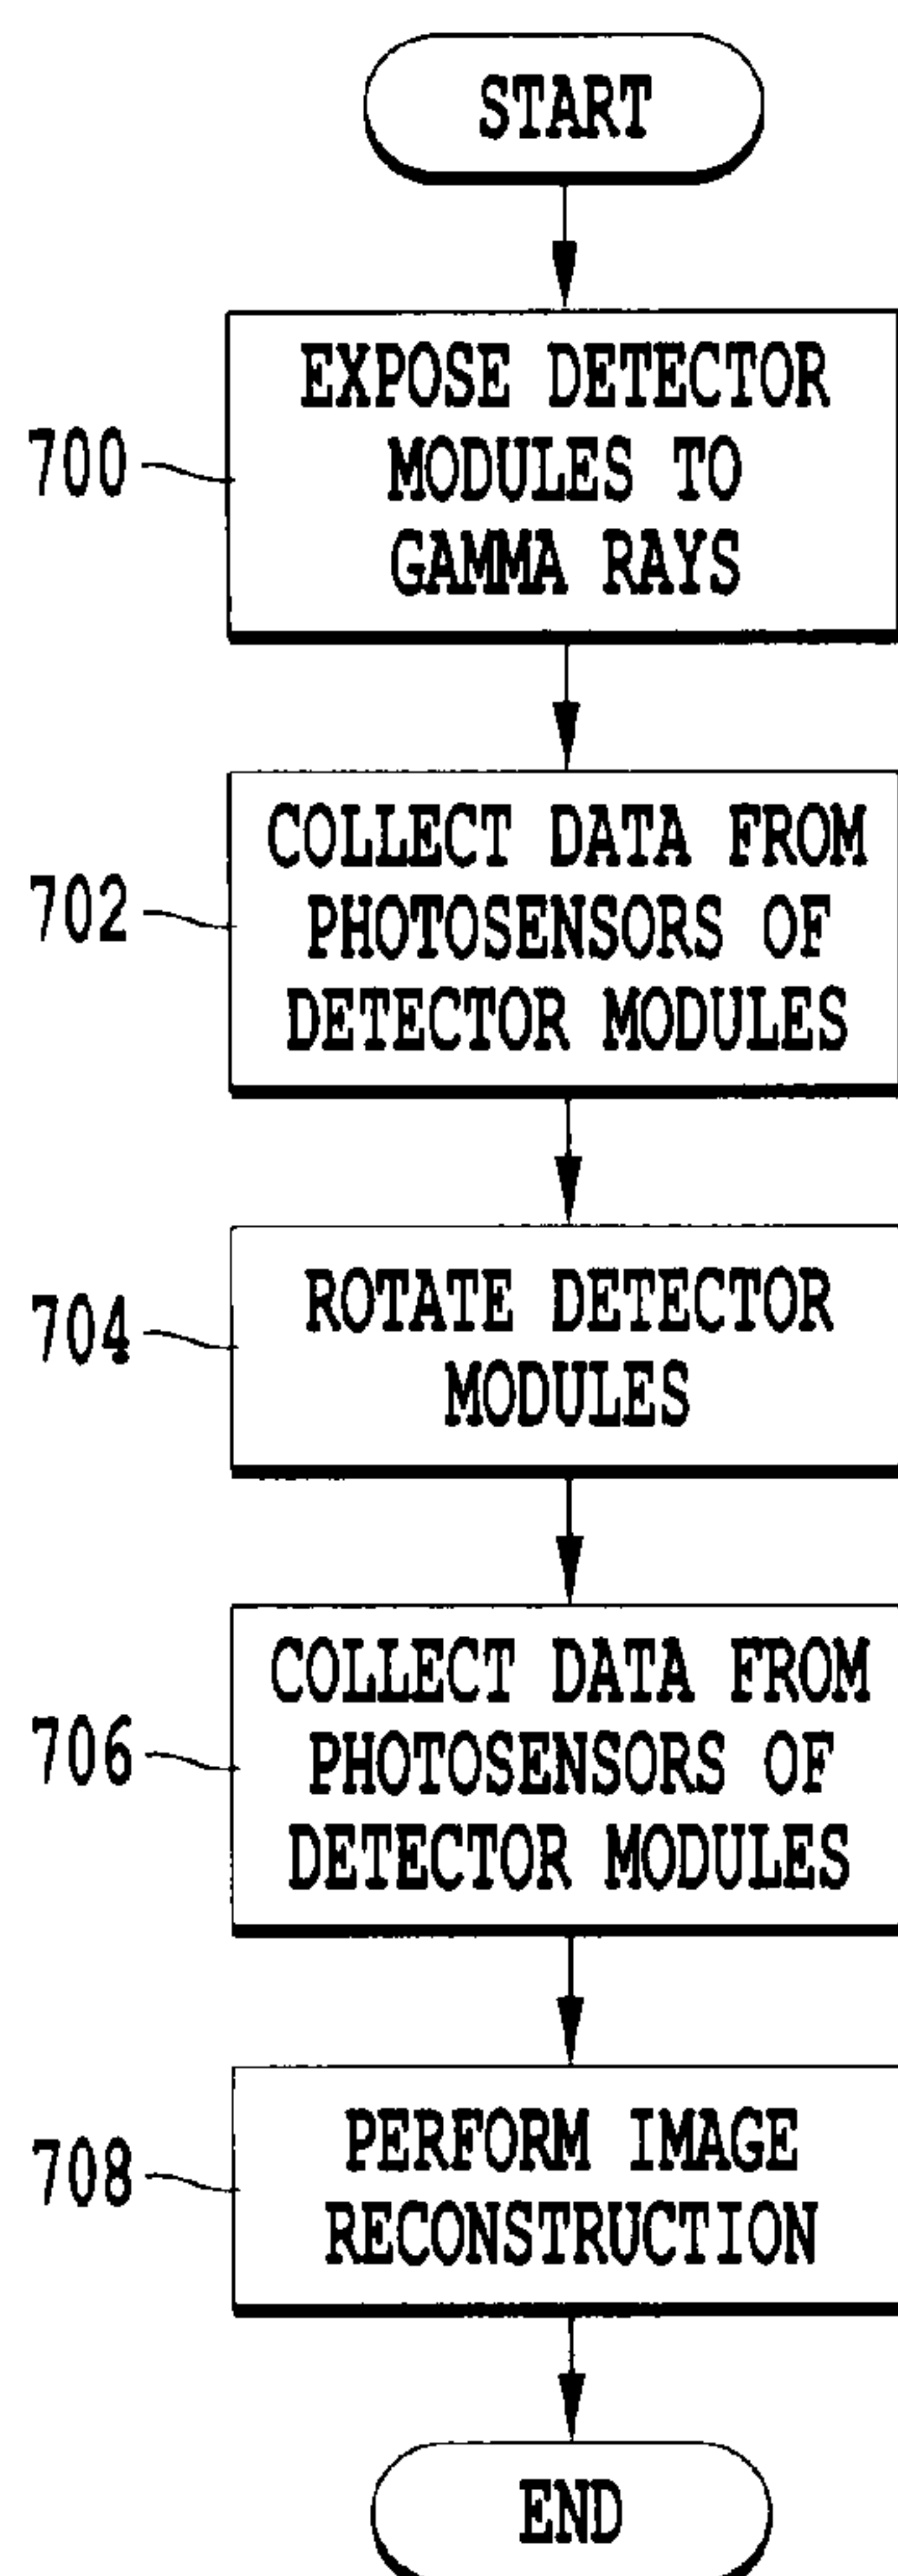 START
EXPOSE DETECTOR
MODULES TO
GAMMA RAYS
700
COLLECT DATA FROM
PHOTOSENSORS OF
DETECTOR MODULES
702
ROTATE DETECTOR
MODULES
704
COLLECT DATA FROM
PHOTOSENSORS OF
DETECTOR MODULES
706
PERFORM IMAGE
RECONSTRUCTION
708
END